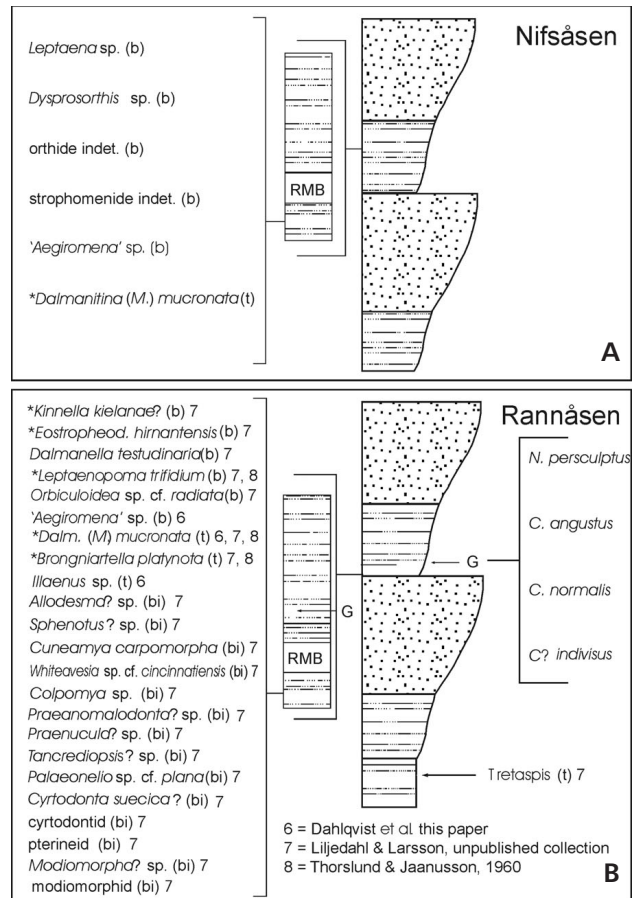 Nifsåsen
Leptaena sp. (b)
Dysprosorthis sp. (b)
orthide indet. (b)
strophomenide indet. (b)
'Aegiromena' sp. (b)
*Dalmanitina (M.) mucronata (t)
RMB
A
Rannåsen
*Kinnella kielanae? (b) 7
*Eostropheod. hirnantensis (b) 7
Dalmanella testudinaria(b) 7
*Leptaenopoma trifidium (b) 7, 8
Orbiculoidea sp. cf. radiata(b) 7
'Aegiromena' sp. (b) 6
*Dalm. (M.) mucronata (t) 6, 7, 8
*Brongniartella platynota (t) 7, 8
Illaenus sp. (t) 6
Allodesma? sp. (bi) 7
Sphenotus? sp. (bi) 7
Cuneamya carpomorpha (bi) 7
Whiteavesia sp. cf. cincinnatiensis (bi) 7
Colpomya sp. (bi) 7
Praeanomalodonta? sp. (bi) 7
Praenucula? sp. (bi) 7
Tancrediopsis? sp. (bi) 7
Palaeonelio sp. cf. plana(bi) 7
Cyrtodonta suecica? (bi) 7
cyrtodontid (bi) 7
pterineid (bi) 7
Modiomorpha? sp. (bi) 7
modiomorphid (bi) 7
G
RMB
G
N. persculptus
C. angustus
C. normalis
C? indivisus
Tretaspis (t) 7
6 = Dahlqvist et al. this paper
7 = Liljedahl & Larsson, unpublished collection
8 = Thorslund & Jaanusson, 1960
B